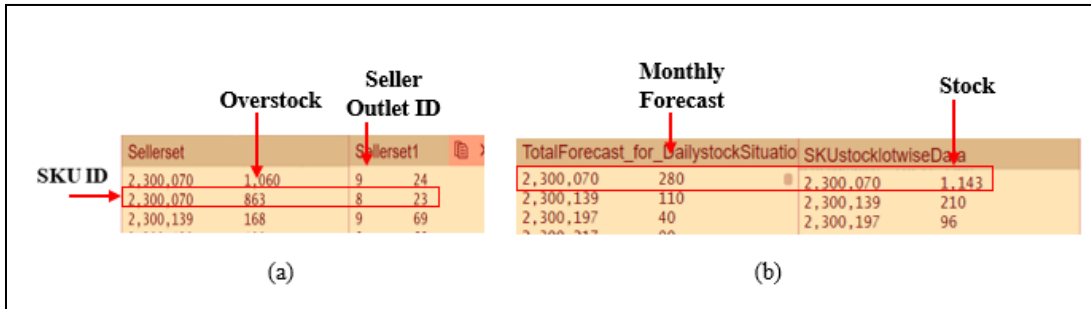 Overstock
Seller
Outlet ID
SKU ID
Sellerset Sellerset1
2,300,070 1,060 9 24
2,300,070 863 8 23
2,300,139 168 9 69
(a)
Monthly
Forecast
Stock
TotalForecast_for_DailystockSituatio SKUstocklotwiseData
2,300,070 280 2,300,070 1,143
2,300,139 110 2,300,139 210
2,300,197 40 2,300,197 96
(b)